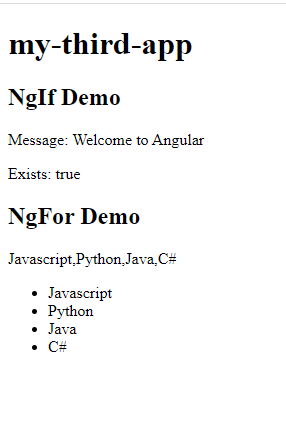 my-third-app
NgIf Demo
Message: Welcome to Angular
Exists: true
NgFor Demo
Javascript,Python,Java,C#
Javascript
Python
Java
C#